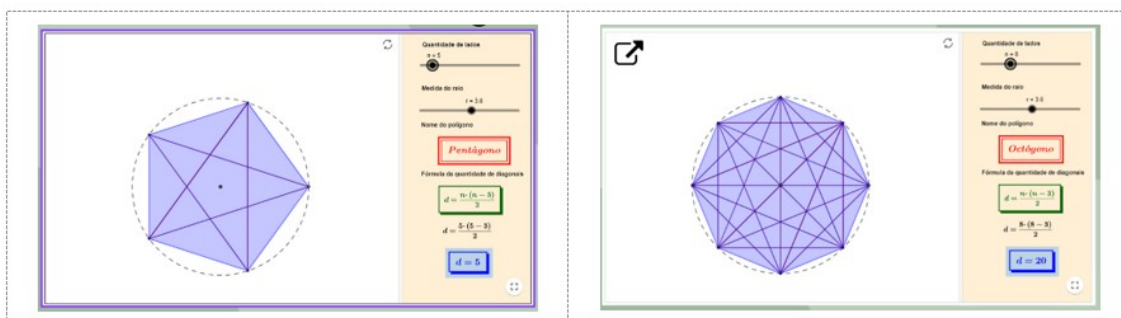 Quantidade de lados
n = 5
Medida do raio
r = 3.6
Nome do polígono
Pentágono
Fórmula da quantidade de diagonais
d = n·(n − 3)/2
d = 5·(5 − 3)/2
d = 5
Quantidade de lados
n = 8
Medida do raio
r = 3.6
Nome do polígono
Octógono
Fórmula da quantidade de diagonais
d = n·(n − 3)/2
d = 8·(8 − 3)/2
d = 20